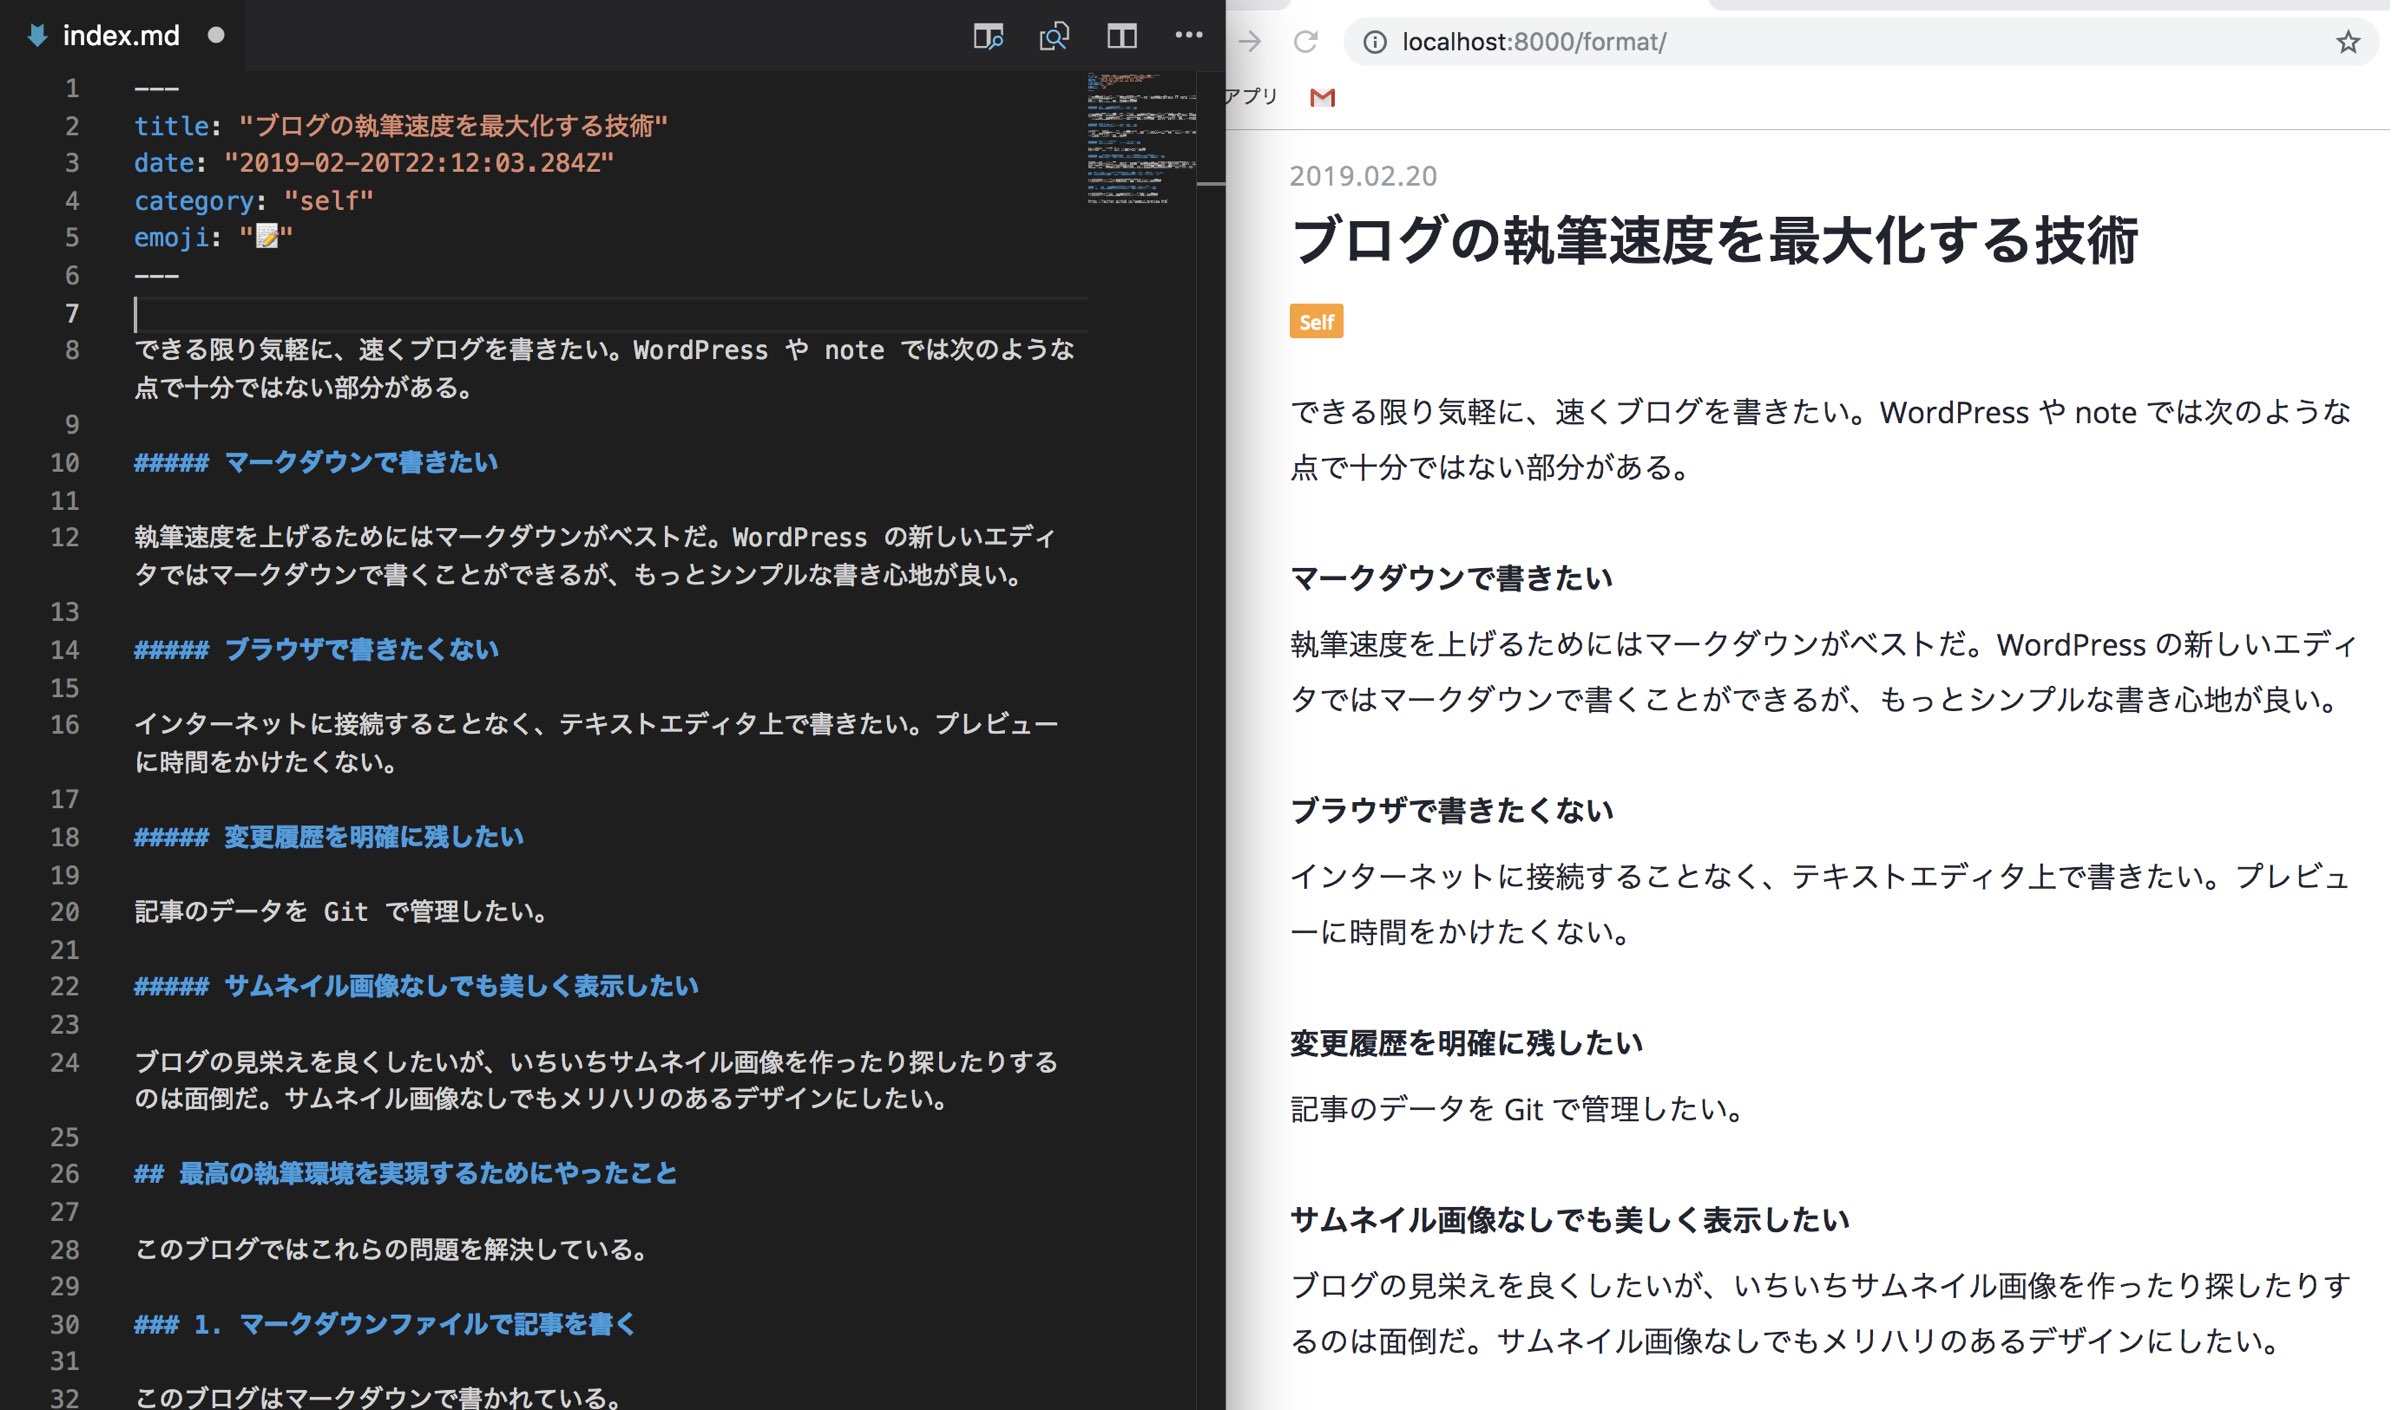 index.md
1 ---
2 title: "ブログの執筆速度を最大化する技術"
3 date: "2019-02-20T22:12:03.284Z"
4 category: "self"
5 emoji: "📝"
6 ---
7
8 できる限り気軽に、速くブログを書きたい。WordPress や note では次のような
点で十分ではない部分がある。
9
10 ##### マークダウンで書きたい
11
12 執筆速度を上げるためにはマークダウンがベストだ。WordPress の新しいエディ
タではマークダウンで書くことができるが、もっとシンプルな書き心地が良い。
13
14 ##### ブラウザで書きたくない
15
16 インターネットに接続することなく、テキストエディタ上で書きたい。プレビュー
に時間をかけたくない。
17
18 ##### 変更履歴を明確に残したい
19
20 記事のデータを Git で管理したい。
21
22 ##### サムネイル画像なしでも美しく表示したい
23
24 ブログの見栄えを良くしたいが、いちいちサムネイル画像を作ったり探したりする
のは面倒だ。サムネイル画像なしでもメリハリのあるデザインにしたい。
25
26 ## 最高の執筆環境を実現するためにやったこと
27
28 このブログではこれらの問題を解決している。
29
30 ### 1. マークダウンファイルで記事を書く
31
32 このブログはマークダウンで書かれている。
localhost:8000/format/
アプリ
2019.02.20
ブログの執筆速度を最大化する技術
Self
できる限り気軽に、速くブログを書きたい。WordPress や note では次のような
点で十分ではない部分がある。
マークダウンで書きたい
執筆速度を上げるためにはマークダウンがベストだ。WordPress の新しいエディ
タではマークダウンで書くことができるが、もっとシンプルな書き心地が良い。
ブラウザで書きたくない
インターネットに接続することなく、テキストエディタ上で書きたい。プレビュ
ーに時間をかけたくない。
変更履歴を明確に残したい
記事のデータを Git で管理したい。
サムネイル画像なしでも美しく表示したい
ブログの見栄えを良くしたいが、いちいちサムネイル画像を作ったり探したりす
るのは面倒だ。サムネイル画像なしでもメリハリのあるデザインにしたい。